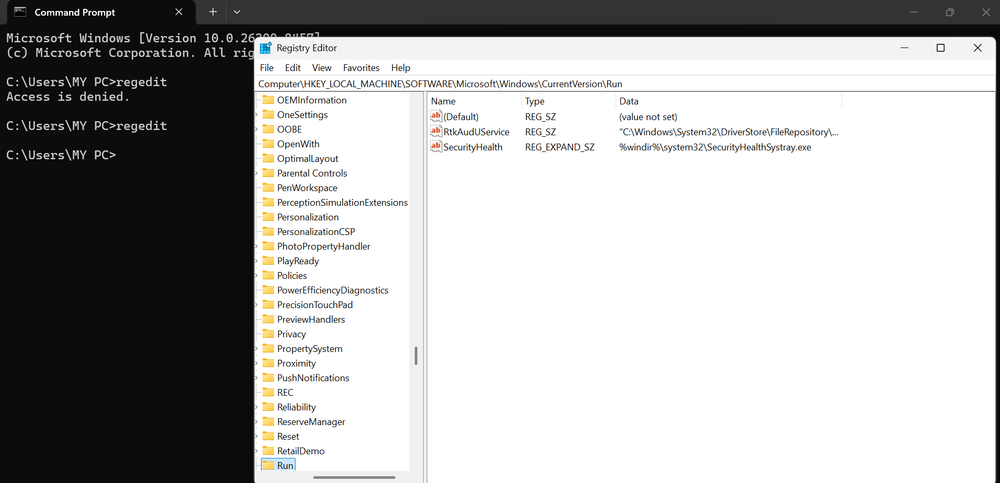 Command Prompt
Microsoft Windows [Version 10.0.26200.8457]
(c) Microsoft Corporation. All rig
C:\Users\MY PC>regedit
Access is denied.
C:\Users\MY PC>regedit
C:\Users\MY PC>
Registry Editor
File Edit View Favorites Help
Computer\HKEY_LOCAL_MACHINE\SOFTWARE\Microsoft\Windows\CurrentVersion\Run
OEMInformation
OneSettings
OOBE
OpenWith
OptimalLayout
Parental Controls
PenWorkspace
PerceptionSimulationExtensions
Personalization
PersonalizationCSP
PhotoPropertyHandler
PlayReady
Policies
PowerEfficiencyDiagnostics
PrecisionTouchPad
PreviewHandlers
Privacy
PropertySystem
Proximity
PushNotifications
REC
Reliability
ReserveManager
Reset
RetailDemo
Run
Name Type Data
(Default) REG_SZ (value not set)
RtkAudUService REG_SZ "C:\Windows\System32\DriverStore\FileRepository\...
SecurityHealth REG_EXPAND_SZ %windir%\system32\SecurityHealthSystray.exe